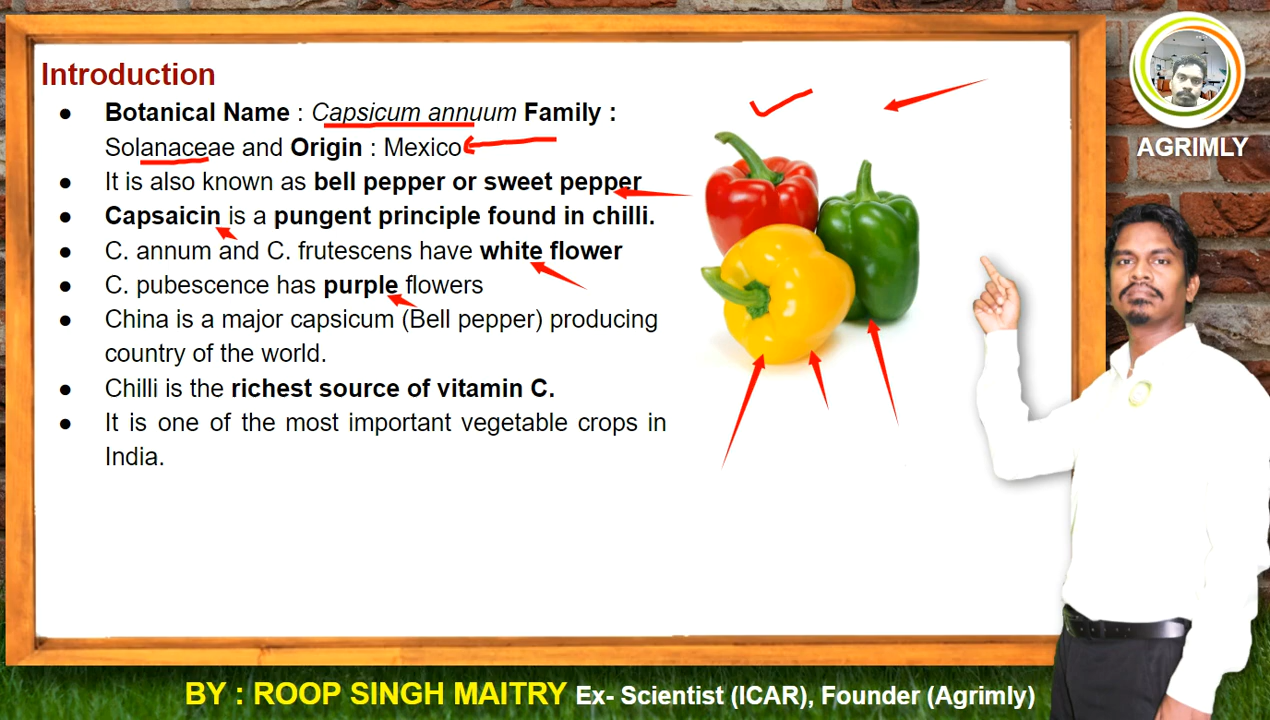 Introduction
● Botanical Name : Capsicum annuum Family :
Solanaceae and Origin : Mexico
● It is also known as bell pepper or sweet pepper
● Capsaicin is a pungent principle found in chilli.
● C. annum and C. frutescens have white flower
● C. pubescence has purple flowers
● China is a major capsicum (Bell pepper) producing
country of the world.
● Chilli is the richest source of vitamin C.
● It is one of the most important vegetable crops in
India.
AGRIMLY
BY : ROOP SINGH MAITRY Ex- Scientist (ICAR), Founder (Agrimly)